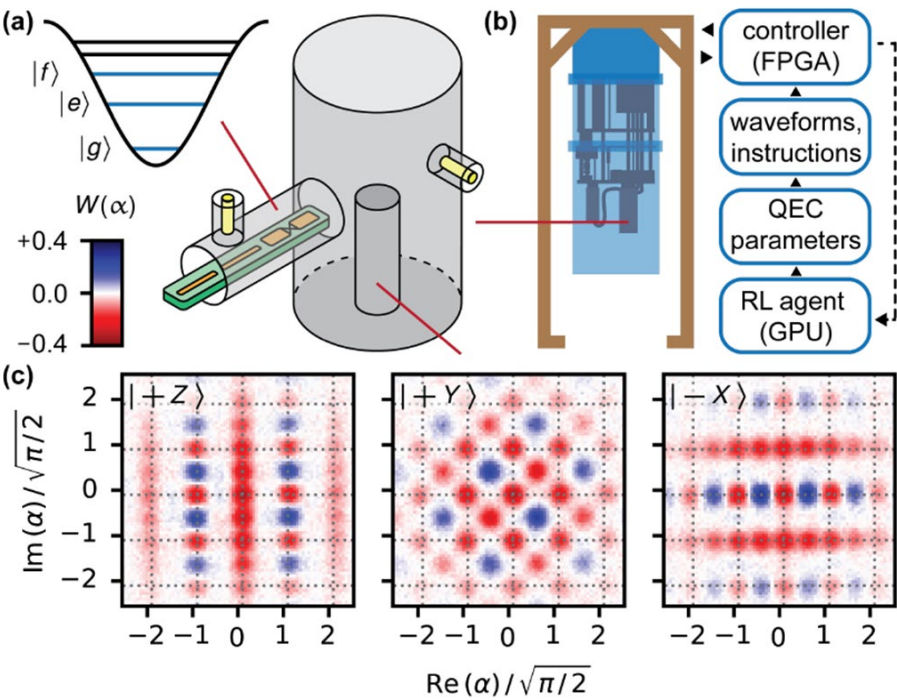 (a)
|f⟩
|e⟩
|g⟩
W(α)
+0.4
0.0
−0.4
(b)
controller
(FPGA)
waveforms,
instructions
QEC
parameters
RL agent
(GPU)
(c)
|+Z⟩
|+Y⟩
|−X⟩
Im(α)/√π/2
2
1
0
−1
−2
−2 −1 0 1 2
−2 −1 0 1 2
−2 −1 0 1 2
Re(α)/√π/2